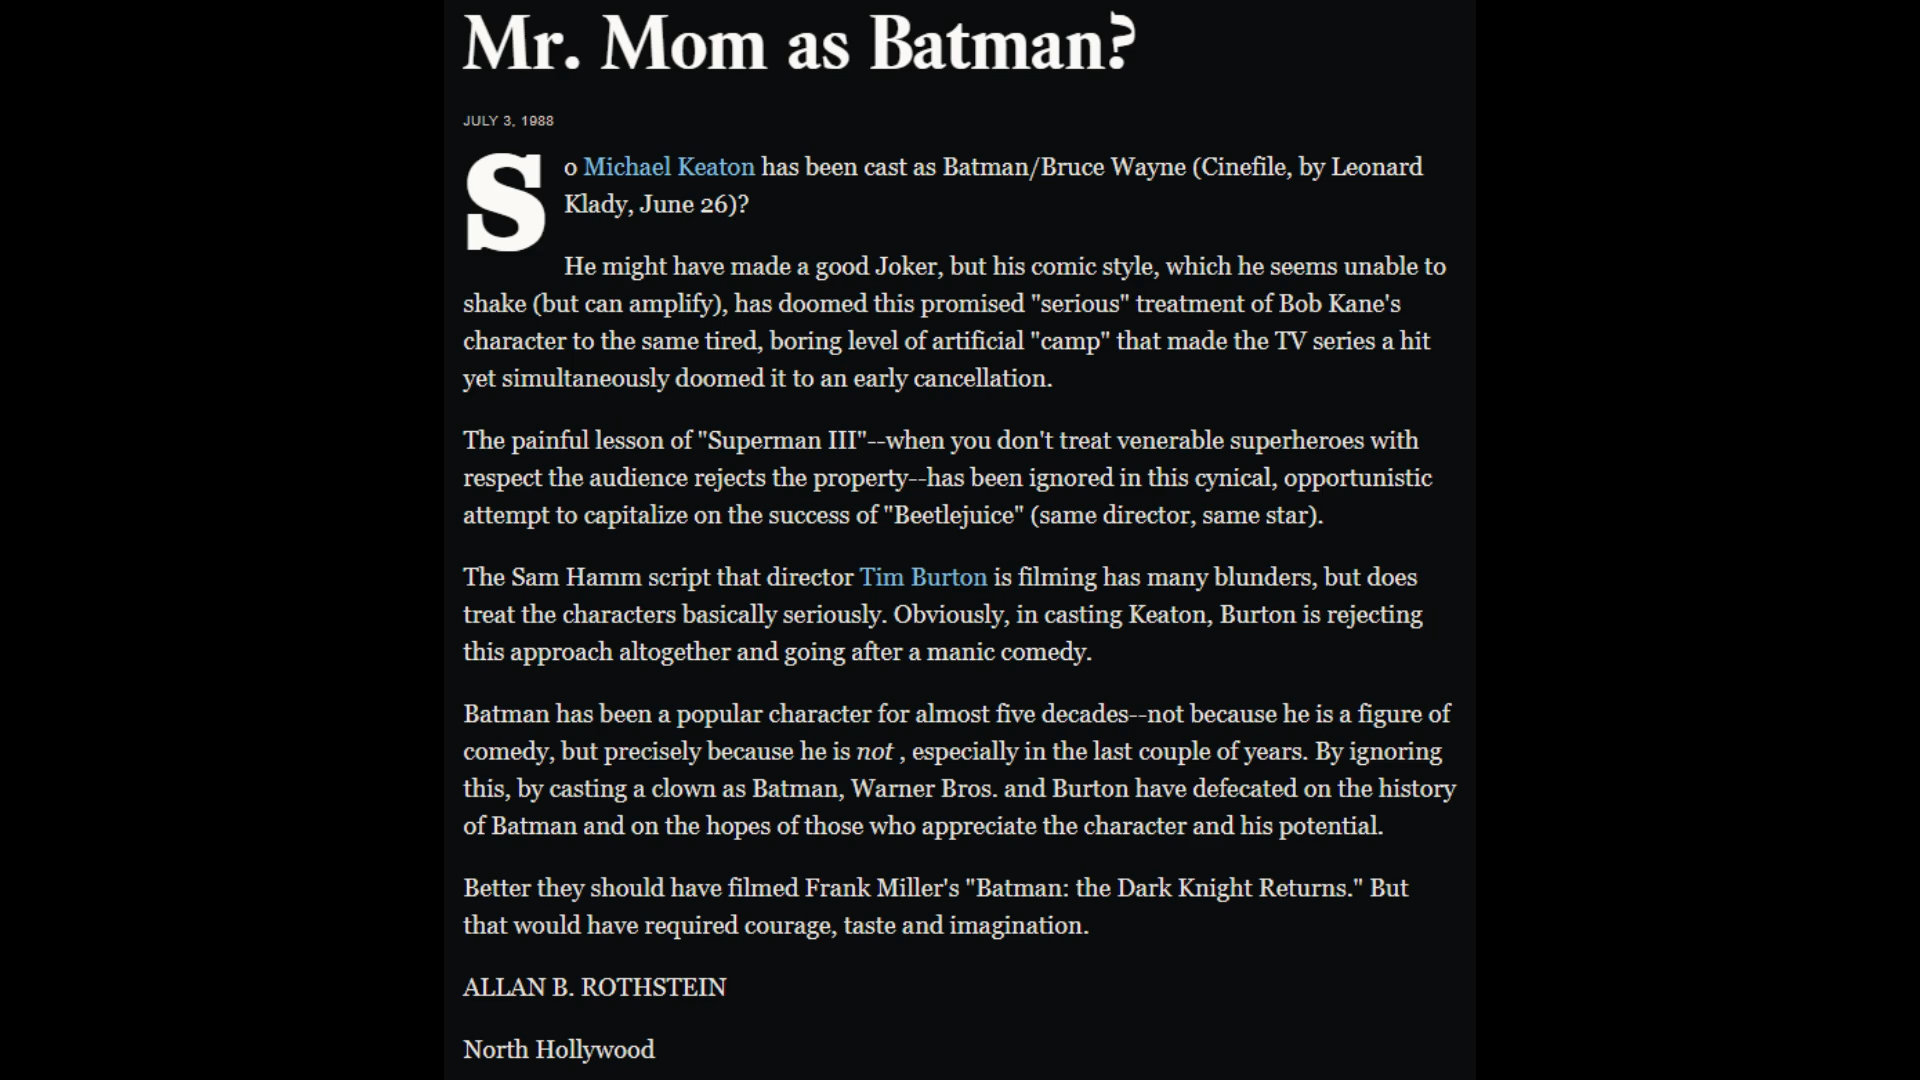 Mr. Mom as Batman?
JULY 3, 1988
So Michael Keaton has been cast as Batman/Bruce Wayne (Cinefile, by Leonard
Klady, June 26)?
He might have made a good Joker, but his comic style, which he seems unable to
shake (but can amplify), has doomed this promised "serious" treatment of Bob Kane's
character to the same tired, boring level of artificial "camp" that made the TV series a hit
yet simultaneously doomed it to an early cancellation.
The painful lesson of "Superman III"--when you don't treat venerable superheroes with
respect the audience rejects the property--has been ignored in this cynical, opportunistic
attempt to capitalize on the success of "Beetlejuice" (same director, same star).
The Sam Hamm script that director Tim Burton is filming has many blunders, but does
treat the characters basically seriously. Obviously, in casting Keaton, Burton is rejecting
this approach altogether and going after a manic comedy.
Batman has been a popular character for almost five decades--not because he is a figure of
comedy, but precisely because he is not , especially in the last couple of years. By ignoring
this, by casting a clown as Batman, Warner Bros. and Burton have defecated on the history
of Batman and on the hopes of those who appreciate the character and his potential.
Better they should have filmed Frank Miller's "Batman: the Dark Knight Returns." But
that would have required courage, taste and imagination.
ALLAN B. ROTHSTEIN
North Hollywood